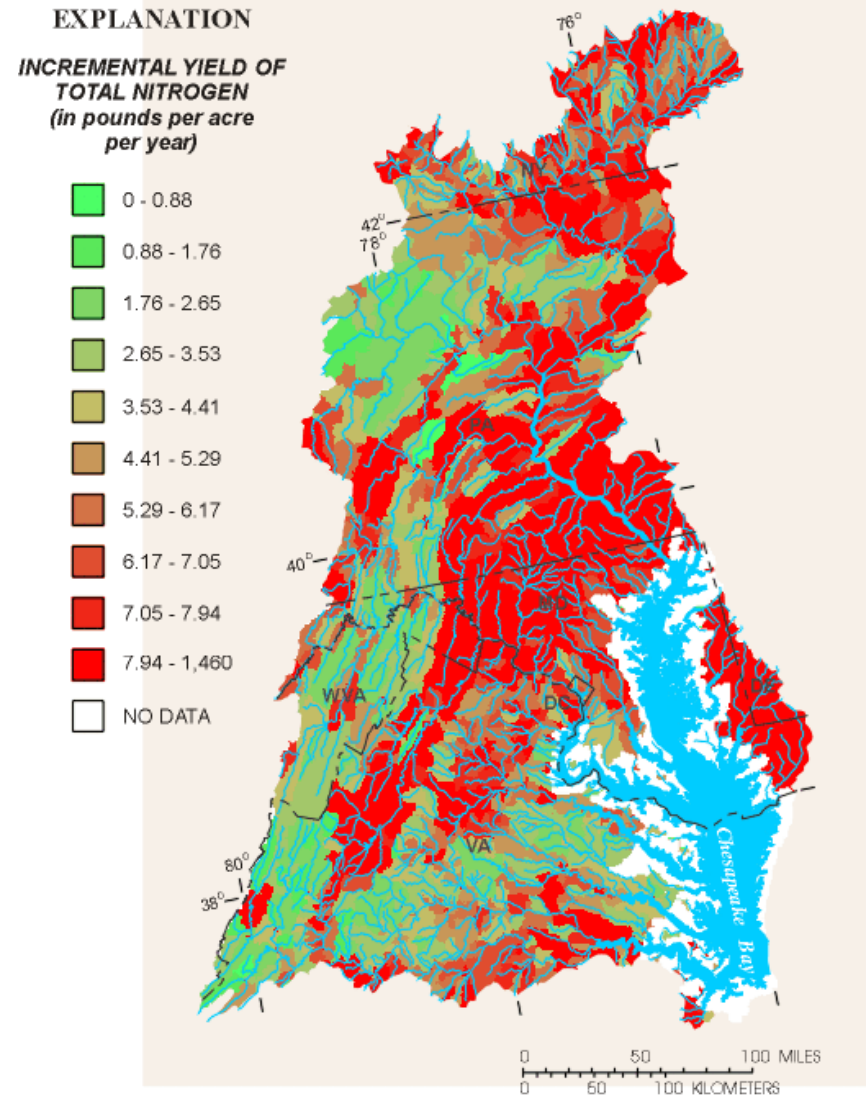 EXPLANATION
INCREMENTAL YIELD OF
TOTAL NITROGEN
(in pounds per acre
per year)
0 - 0.88
0.88 - 1.76
1.76 - 2.65
2.65 - 3.53
3.53 - 4.41
4.41 - 5.29
5.29 - 6.17
6.17 - 7.05
7.05 - 7.94
7.94 - 1,460
NO DATA
76°
NY
42°
78°
PA
40°
MD
WVA
DC
VA
80°
38°
Chesapeake Bay
0 50 100 MILES
0 50 100 KILOMETERS